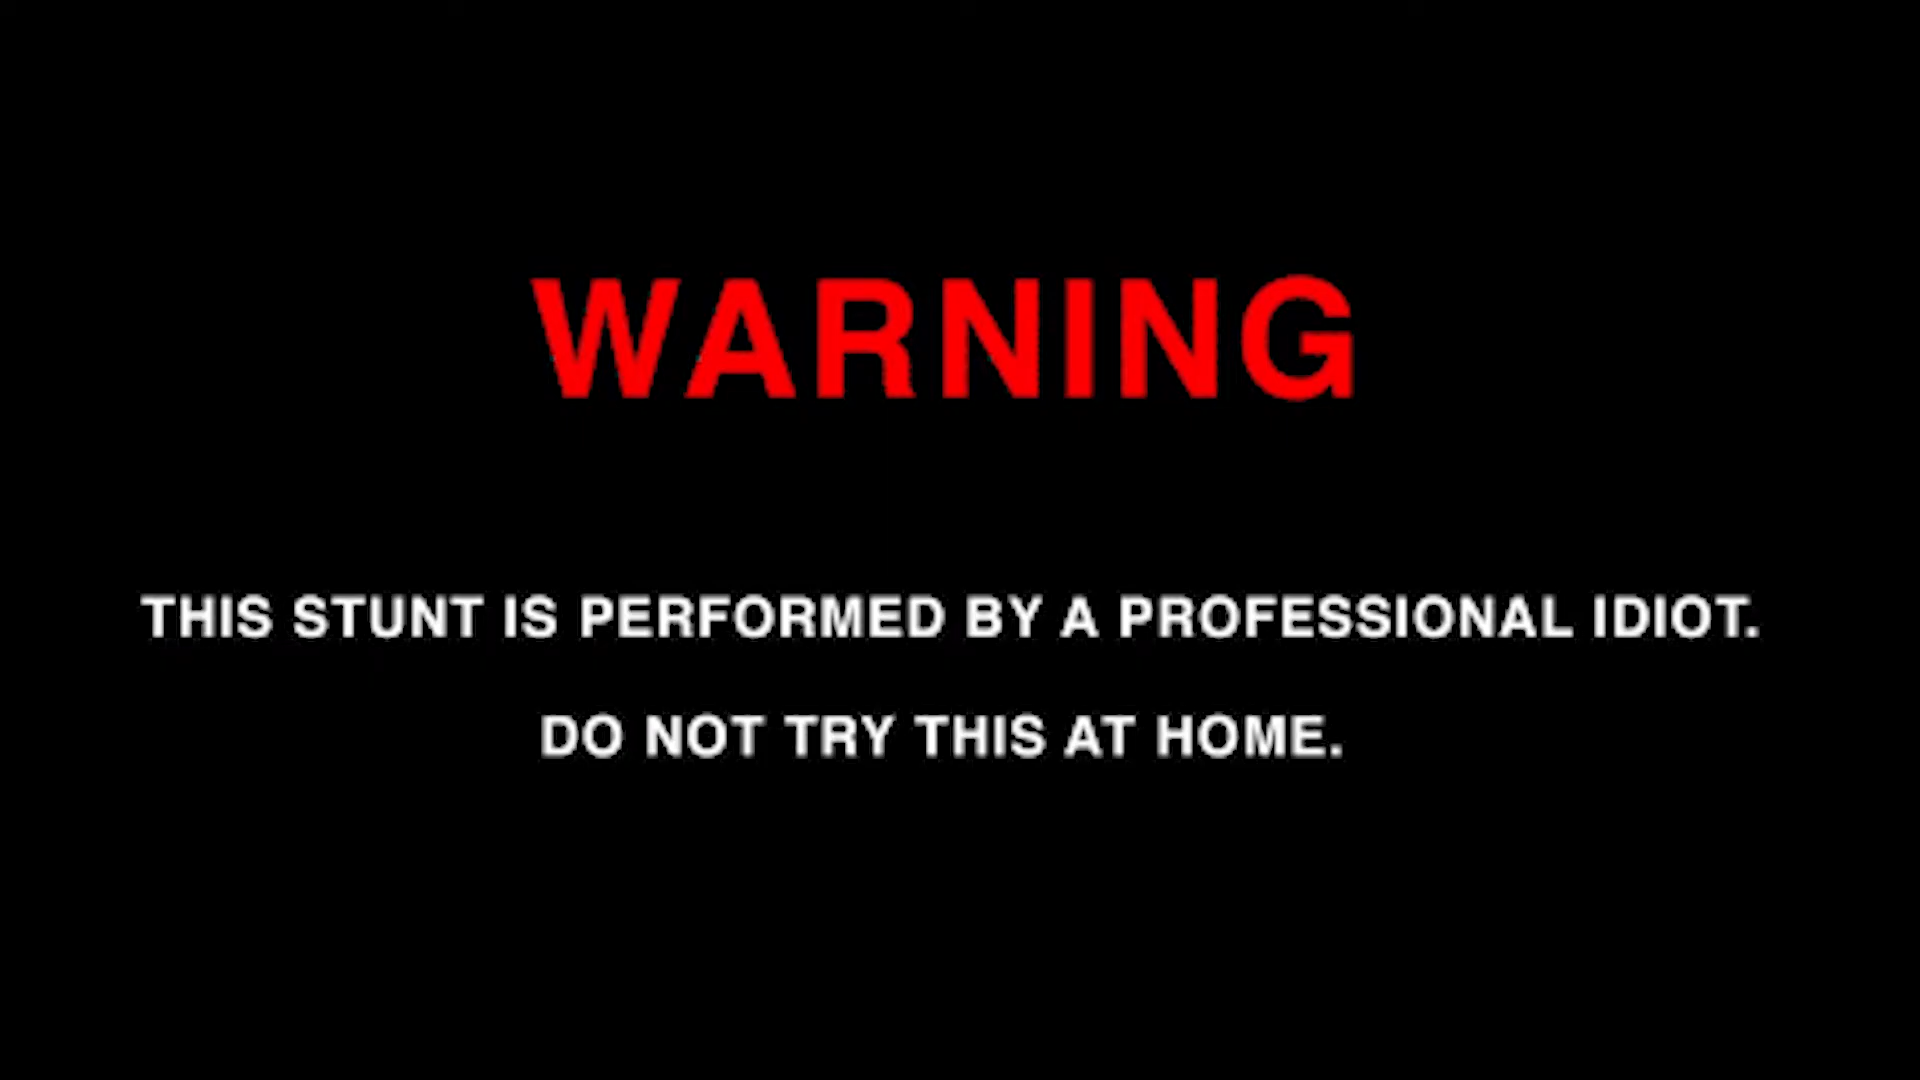 WARNING
THIS STUNT IS PERFORMED BY A PROFESSIONAL IDIOT.
DO NOT TRY THIS AT HOME.